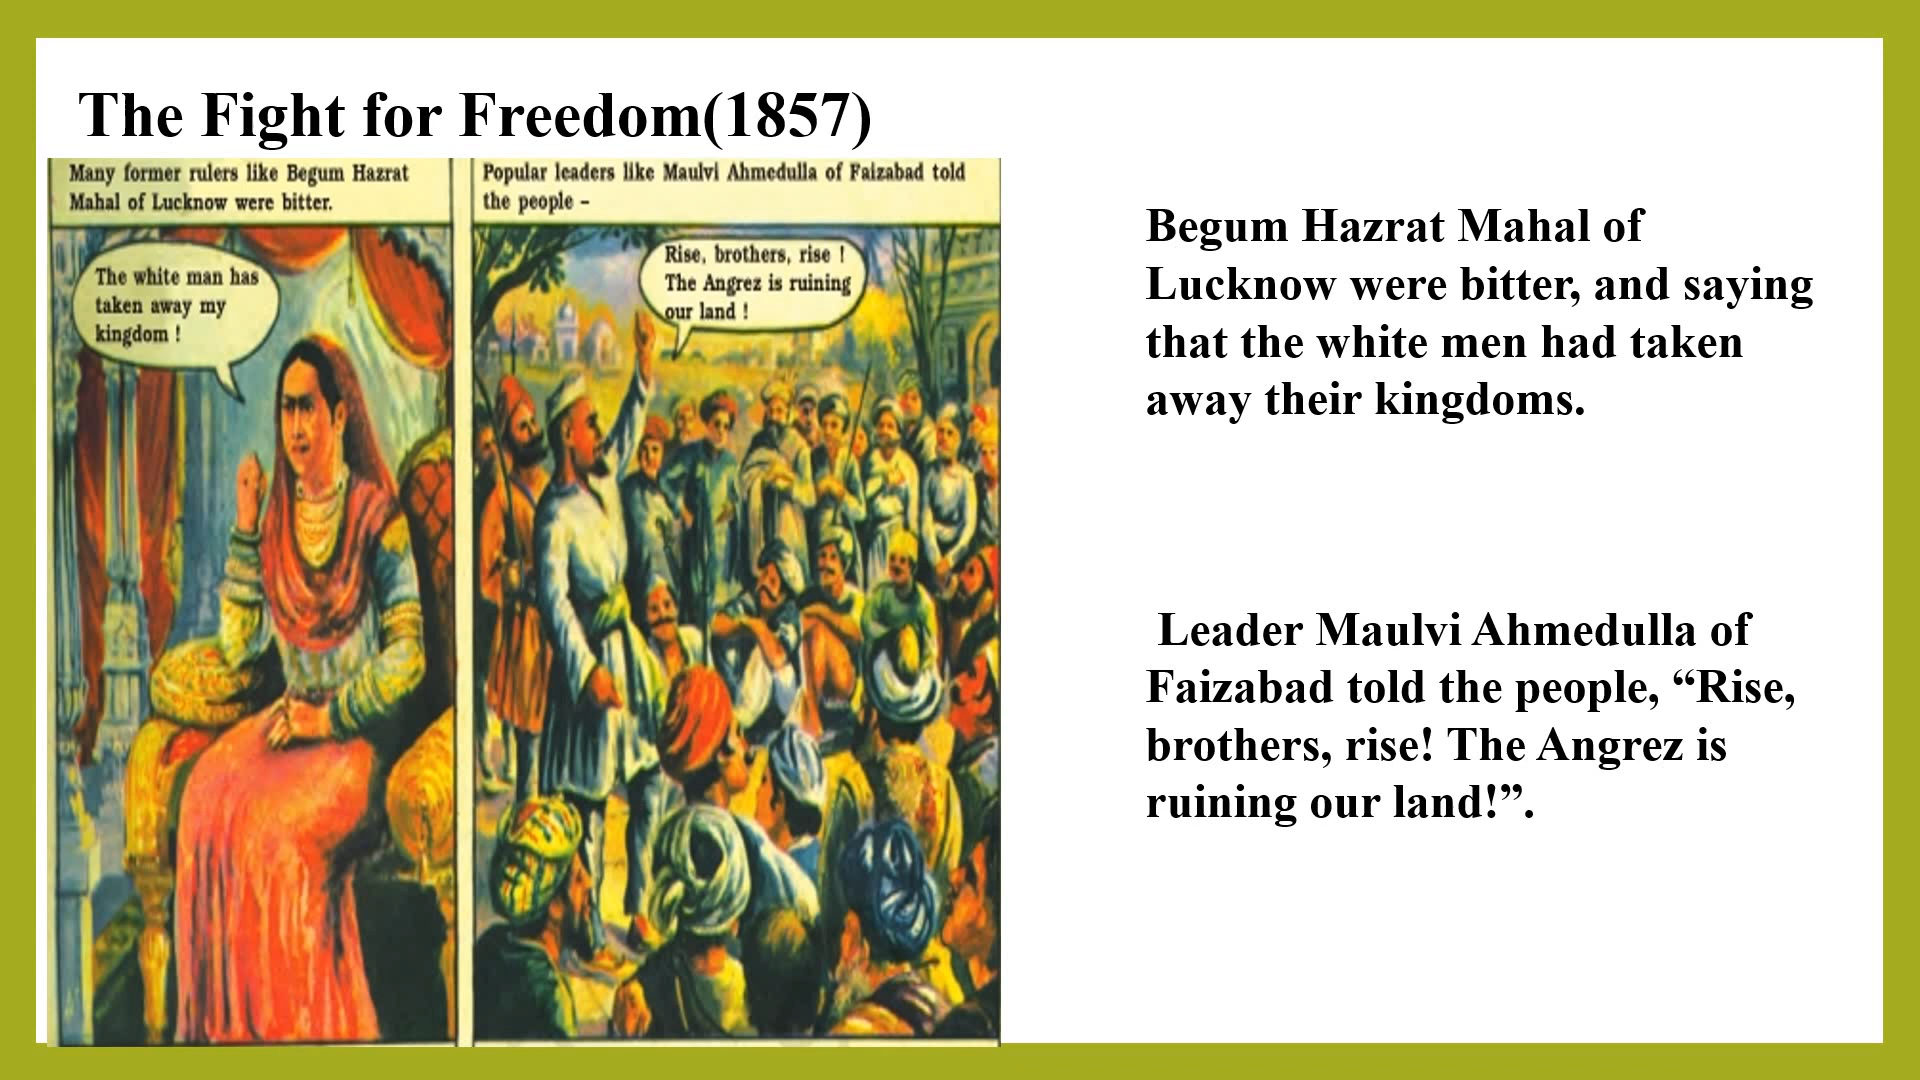 The Fight for Freedom(1857)
Many former rulers like Begum Hazrat
Mahal of Lucknow were bitter.
The white man has
taken away my
kingdom !
Popular leaders like Maulvi Ahmedulla of Faizabad told
the people –
Rise, brothers, rise !
The Angrez is ruining
our land !
Begum Hazrat Mahal of
Lucknow were bitter, and saying
that the white men had taken
away their kingdoms.
Leader Maulvi Ahmedulla of
Faizabad told the people, “Rise,
brothers, rise! The Angrez is
ruining our land!”.